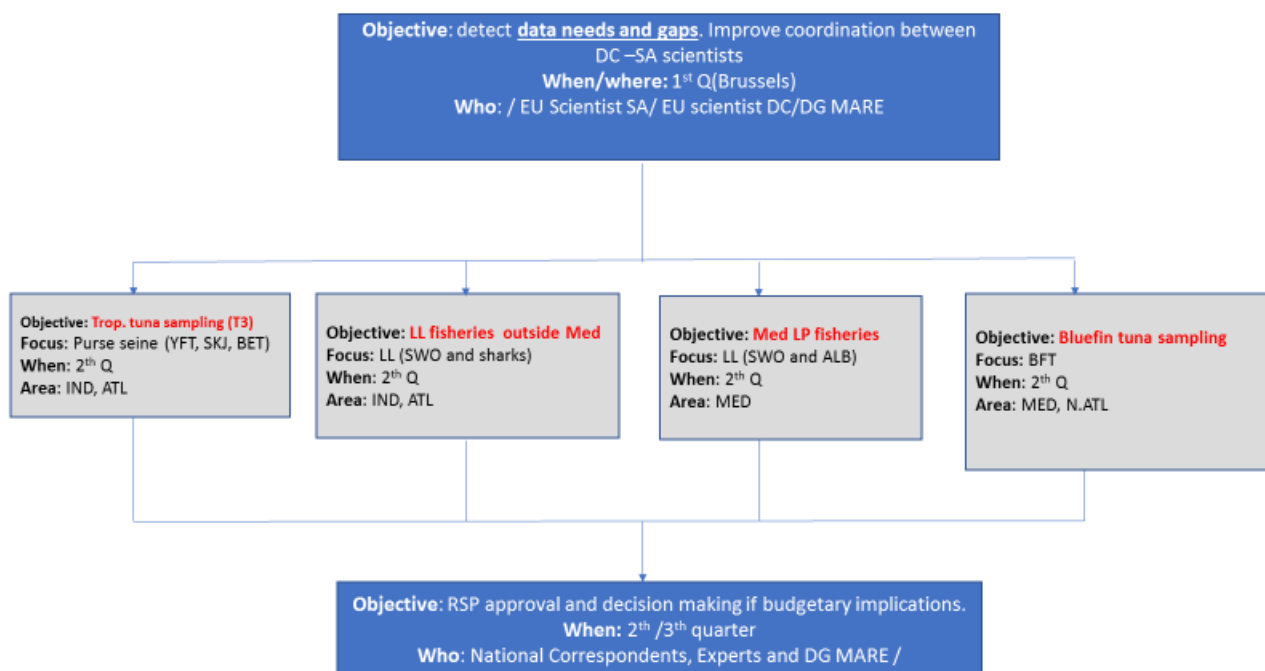 Objective: detect data needs and gaps. Improve coordination between
DC –SA scientists
When/where: 1st Q(Brussels)
Who: / EU Scientist SA/ EU scientist DC/DG MARE
Objective: Trop. tuna sampling (T3)
Focus: Purse seine (YFT, SKJ, BET)
When: 2th Q
Area: IND, ATL
Objective: LL fisheries outside Med
Focus: LL (SWO and sharks)
When: 2th Q
Area: IND, ATL
Objective: Med LP fisheries
Focus: LL (SWO and ALB)
When: 2th Q
Area: MED
Objective: Bluefin tuna sampling
Focus: BFT
When: 2th Q
Area: MED, N.ATL
Objective: RSP approval and decision making if budgetary implications.
When: 2th /3th quarter
Who: National Correspondents, Experts and DG MARE /